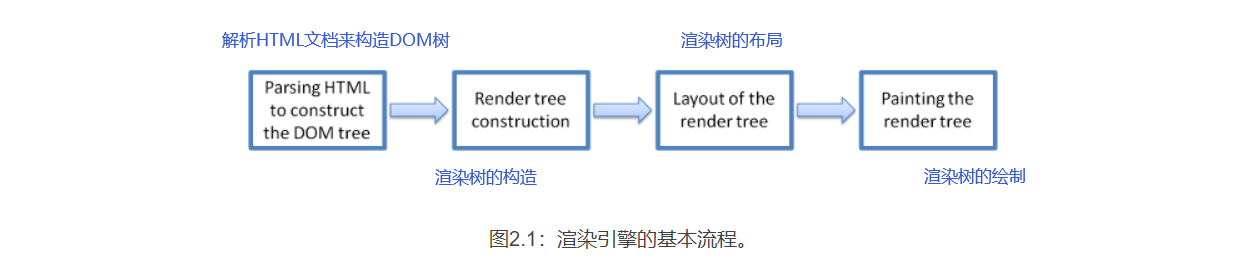 解析HTML文档来构造DOM树
渲染树的布局
Parsing HTML
to construct
the DOM tree
Render tree
construction
Layout of the
render tree
Painting the
render tree
渲染树的构造
渲染树的绘制
图2.1：渲染引擎的基本流程。